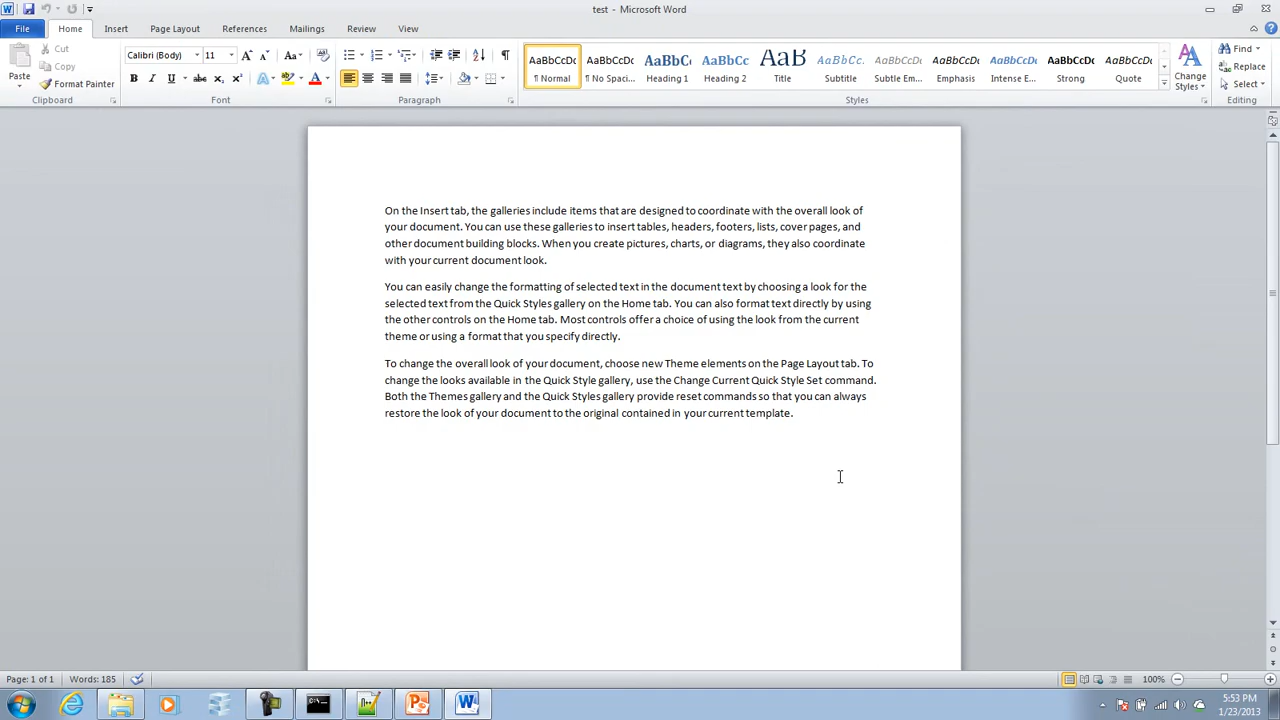 test - Microsoft Word
File Home Insert Page Layout References Mailings Review View
Paste
Cut
Copy
Format Painter
Clipboard
Calibri (Body) 11 Aa
B I U abc x₂ x² A A
Font
Paragraph
AaBbCcDc AaBbCcDc AaBbCс AaBbCc AaB AaBbCc. AaBbCcDc AaBbCcDc AaBbCcDc AaBbCcDc AaBbCcDc
¶ Normal ¶ No Spaci... Heading 1 Heading 2 Title Subtitle Subtle Em... Emphasis Intense E... Strong Quote
Change
Styles
Styles
Find
Replace
Select
Editing
On the Insert tab, the galleries include items that are designed to coordinate with the overall look of
your document. You can use these galleries to insert tables, headers, footers, lists, cover pages, and
other document building blocks. When you create pictures, charts, or diagrams, they also coordinate
with your current document look.
You can easily change the formatting of selected text in the document text by choosing a look for the
selected text from the Quick Styles gallery on the Home tab. You can also format text directly by using
the other controls on the Home tab. Most controls offer a choice of using the look from the current
theme or using a format that you specify directly.
To change the overall look of your document, choose new Theme elements on the Page Layout tab. To
change the looks available in the Quick Style gallery, use the Change Current Quick Style Set command.
Both the Themes gallery and the Quick Styles gallery provide reset commands so that you can always
restore the look of your document to the original contained in your current template.
Page: 1 of 1 Words: 185 100%
5:53 PM
1/23/2013